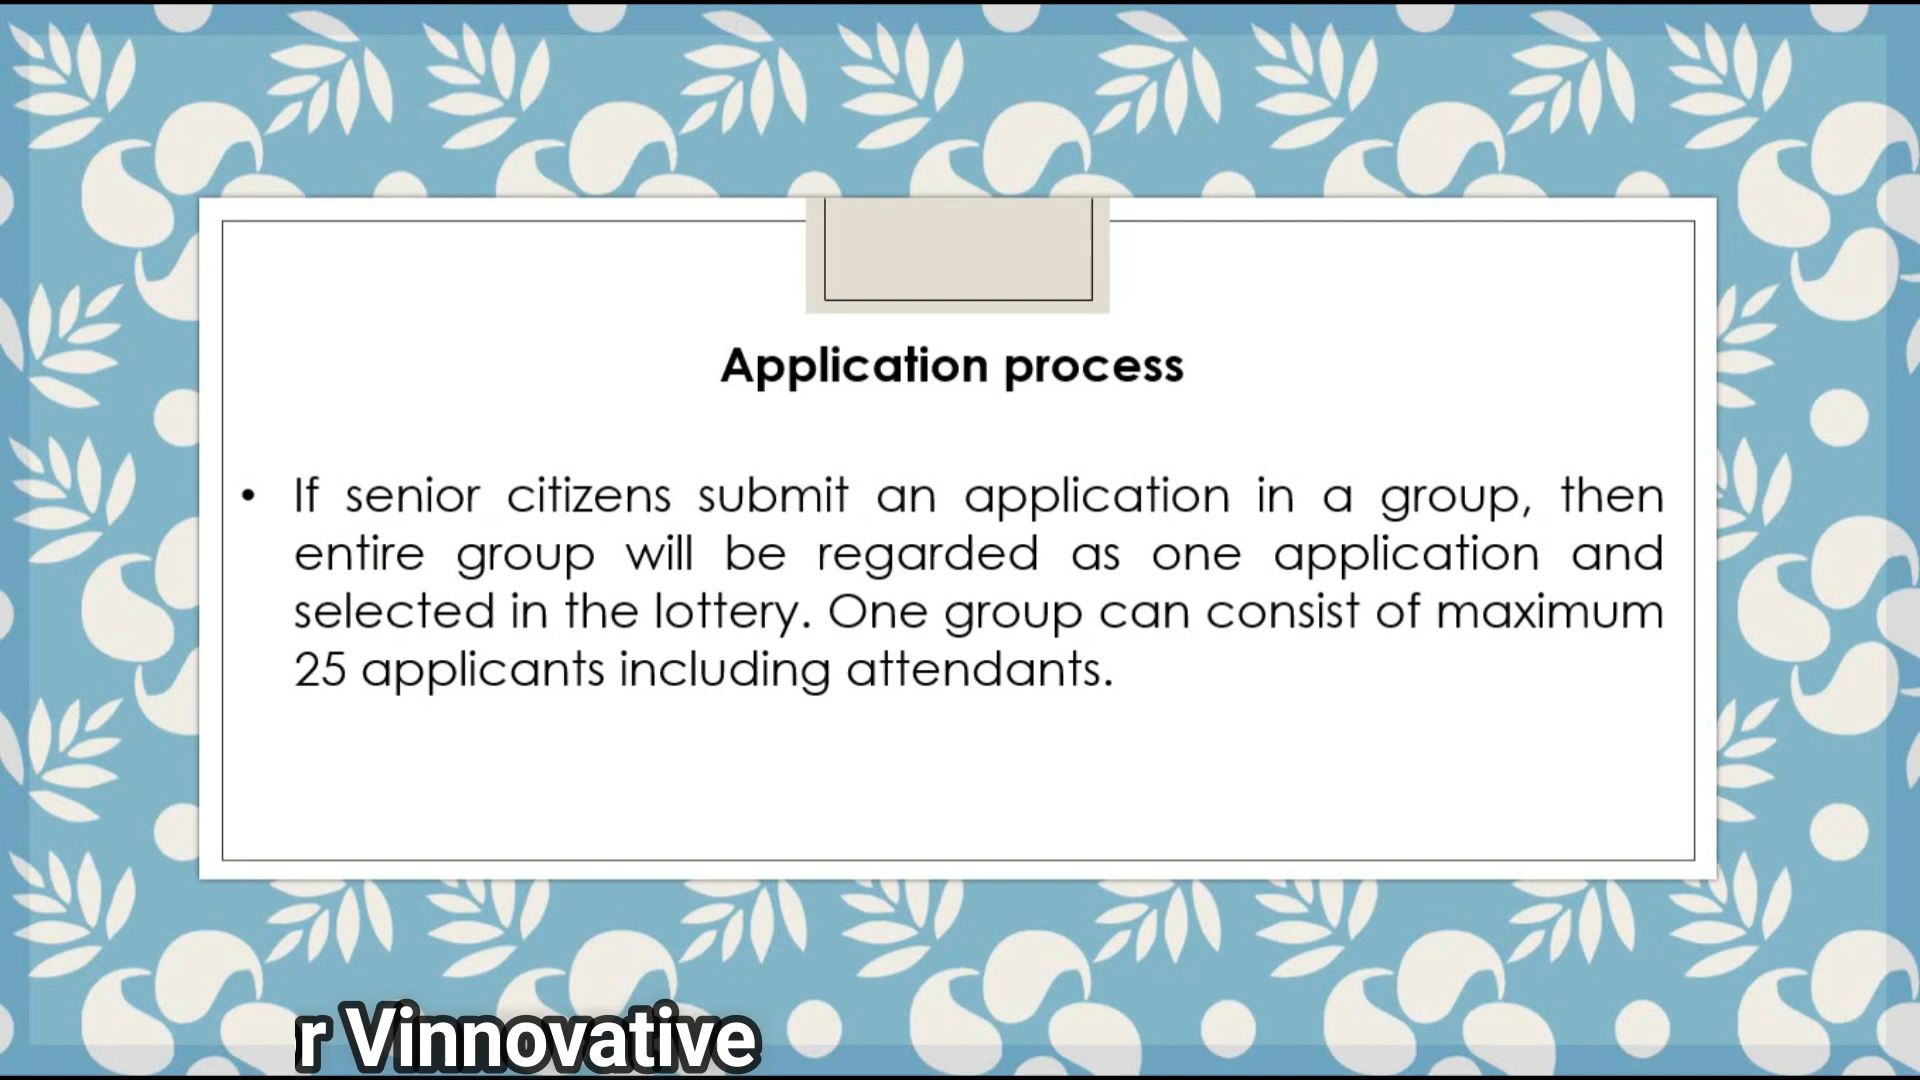 Application process
• If senior citizens submit an application in a group, then
entire group will be regarded as one application and
selected in the lottery. One group can consist of maximum
25 applicants including attendants.
r Vinnovative